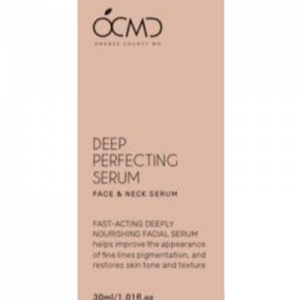 OCMD
ORANGE COUNTY MD
DEEP
PERFECTING
SERUM
FACE & NECK SERUM
FAST-ACTING DEEPLY
NOURISHING FACIAL SERUM
helps improve the appearance
of fine lines pigmentation, and
restores skin tone and texture
30ml/1.01fl.oz